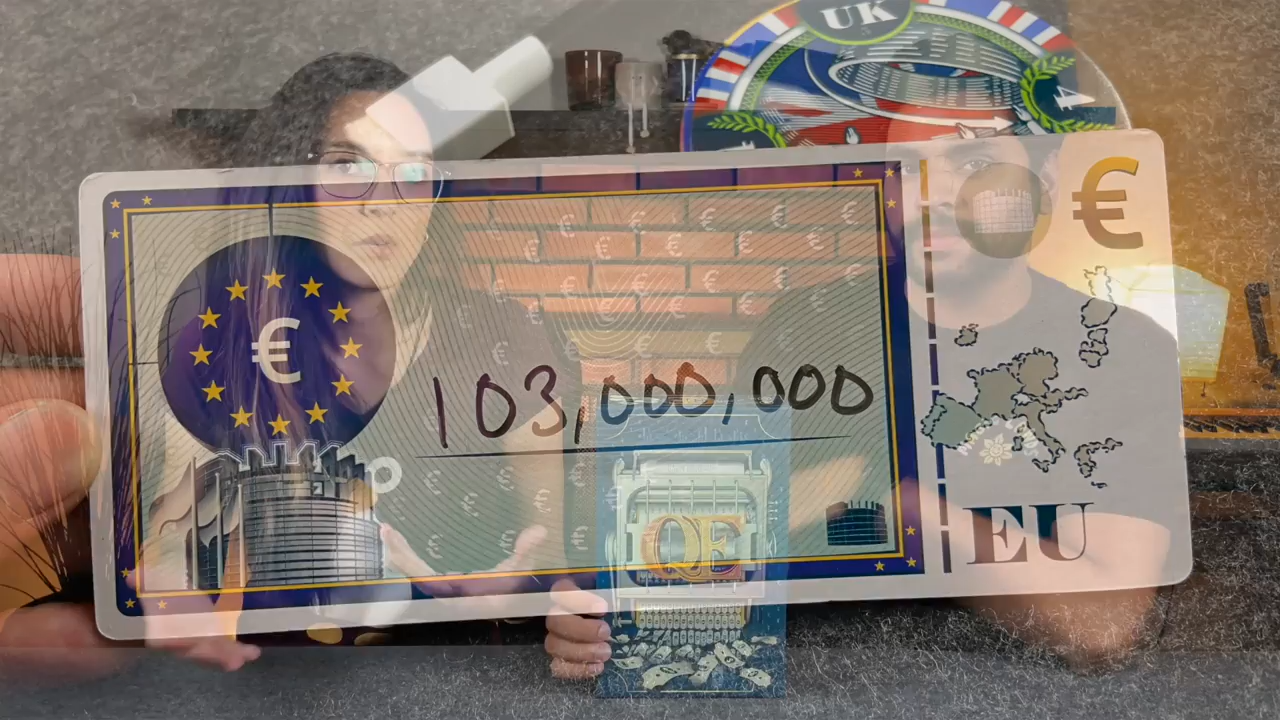 UK
€
€
103,000,000
QE
EU